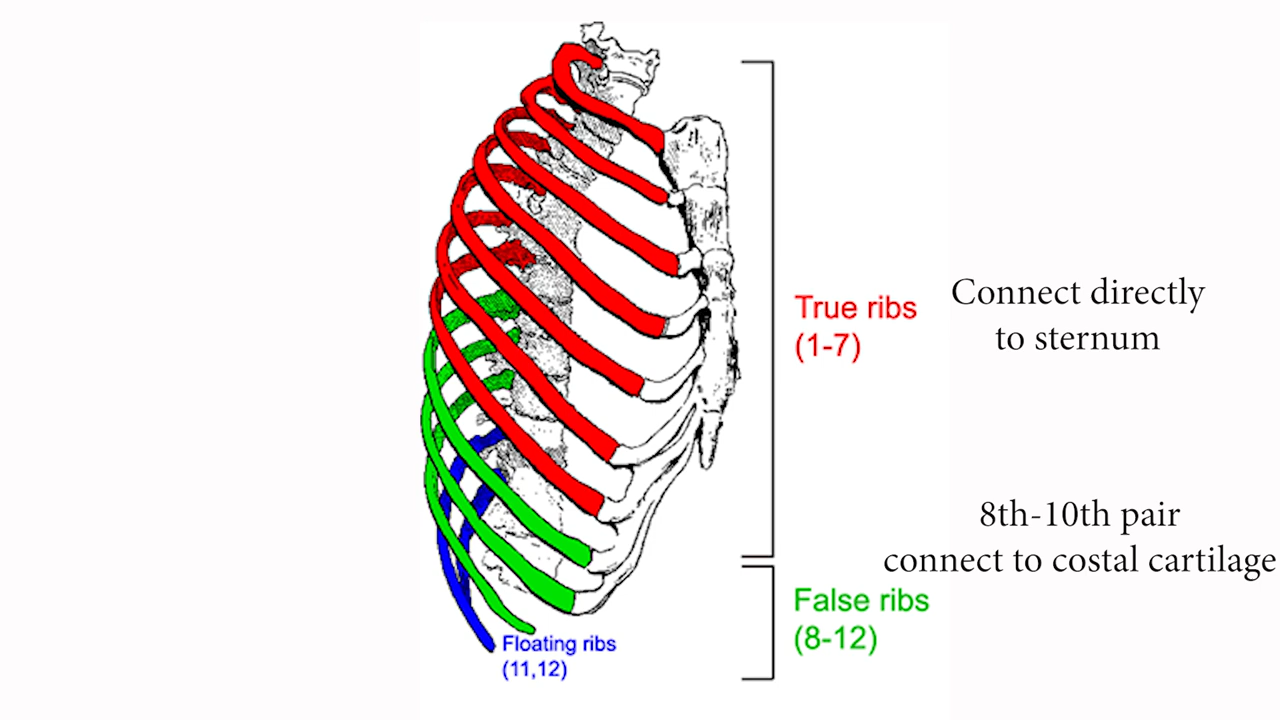 True ribs
(1-7)
Connect directly
to sternum
8th-10th pair
connect to costal cartilage
False ribs
(8-12)
Floating ribs
(11,12)